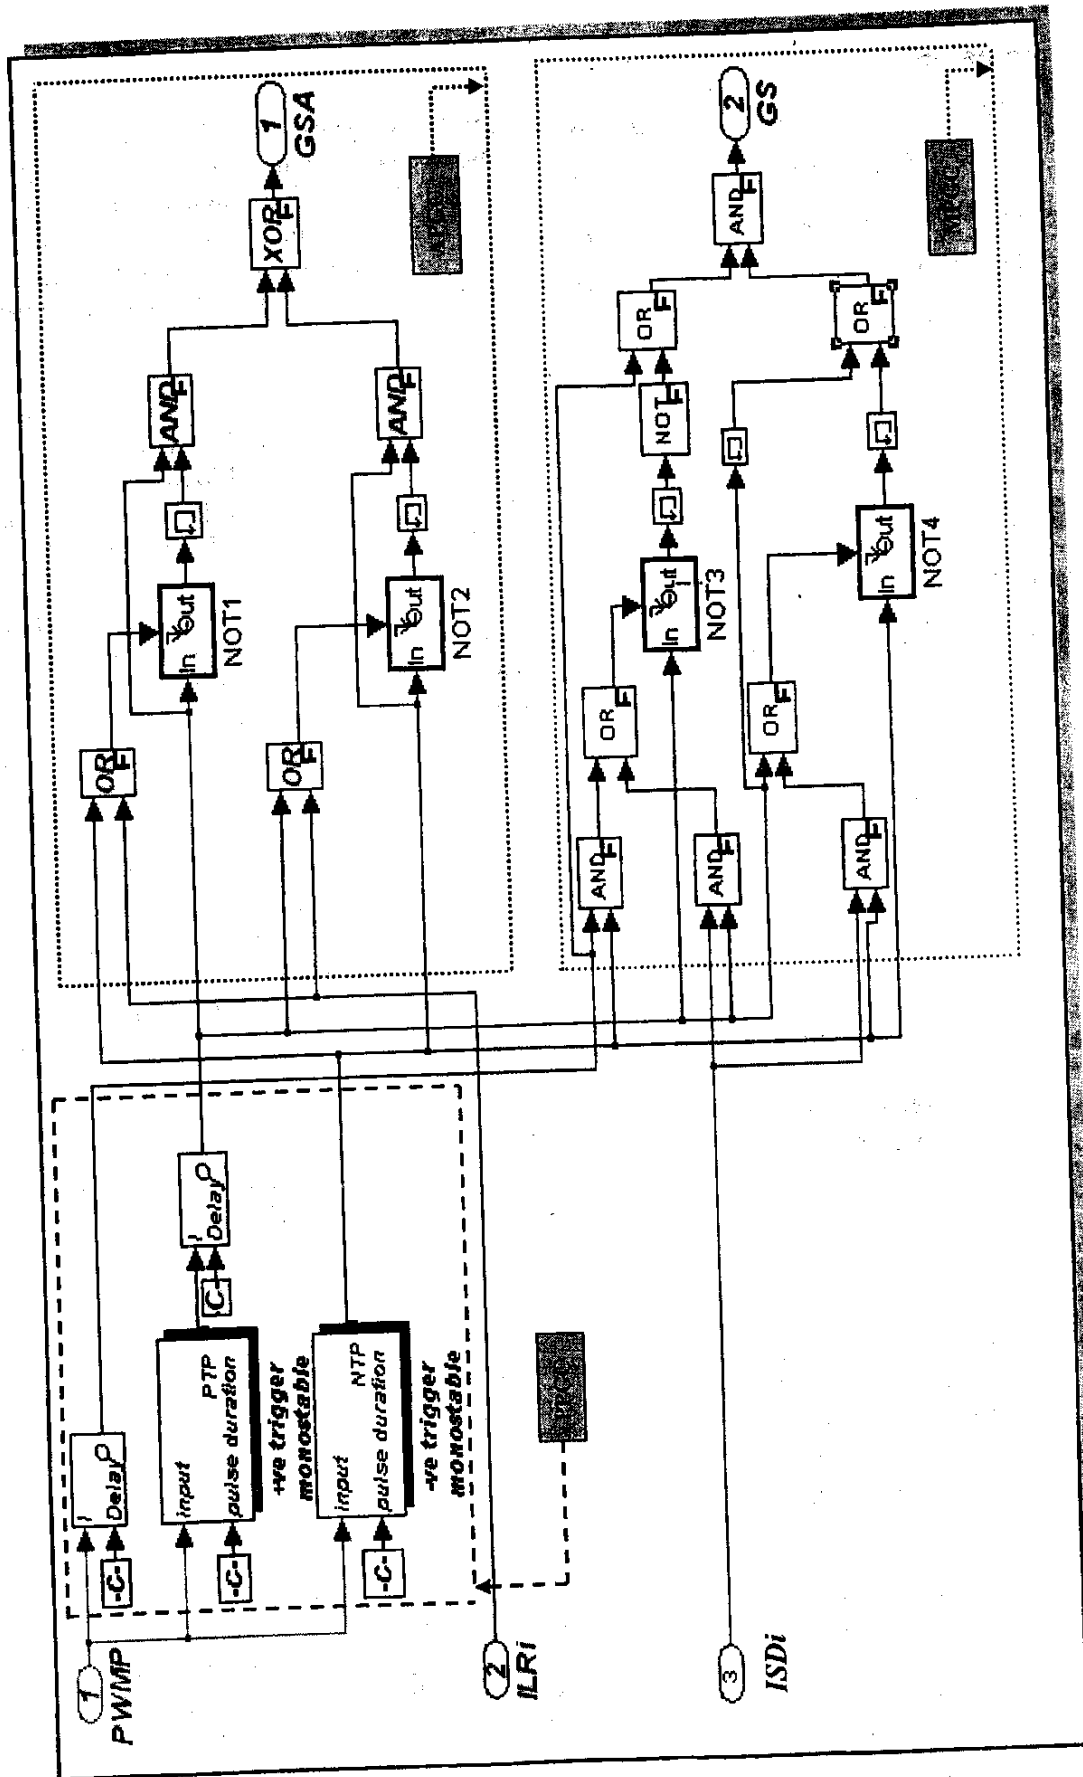 1
PWMP
-C-
I
Delay
O
-C-
input
PTP
pulse duration
+ve trigger
monostable
C
I
Delay
O
-C-
input
NTP
pulse duration
-ve trigger
monostable
2
ILRi
3
ISDi
OR
F
In
Out
NOT1
AND
F
OR
F
In
Out
NOT2
AND
F
XOR
F
1
GSA
AND
F
AND
F
OR
F
In
Out
NOT3
NOT
F
OR
F
AND
F
OR
F
In
Out
NOT4
OR
F
AND
F
2
GS